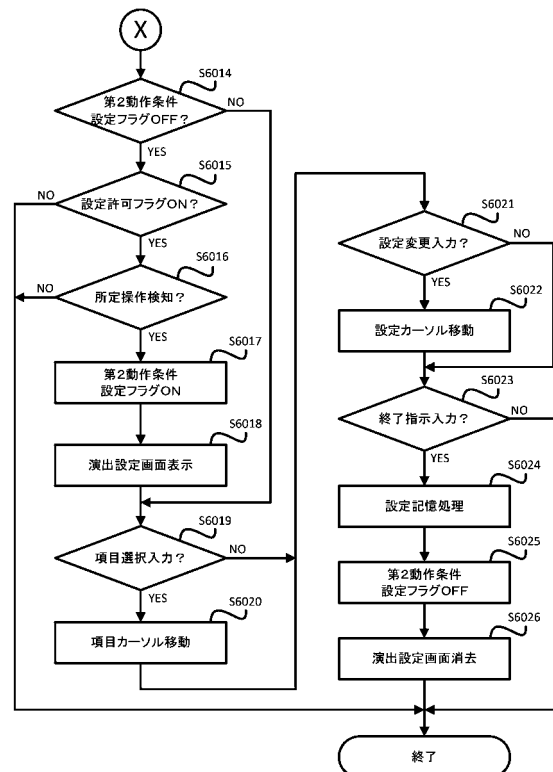 X
S6014
第2動作条件
設定フラグOFF？
NO
YES
S6015
設定許可フラグON？
NO
YES
S6016
所定操作検知？
NO
YES
S6017
第2動作条件
設定フラグON
S6018
演出設定画面表示
S6019
項目選択入力？
NO
YES
S6020
項目カーソル移動
S6021
設定変更入力？
NO
YES
S6022
設定カーソル移動
S6023
終了指示入力？
NO
YES
S6024
設定記憶処理
S6025
第2動作条件
設定フラグOFF
S6026
演出設定画面消去
終了